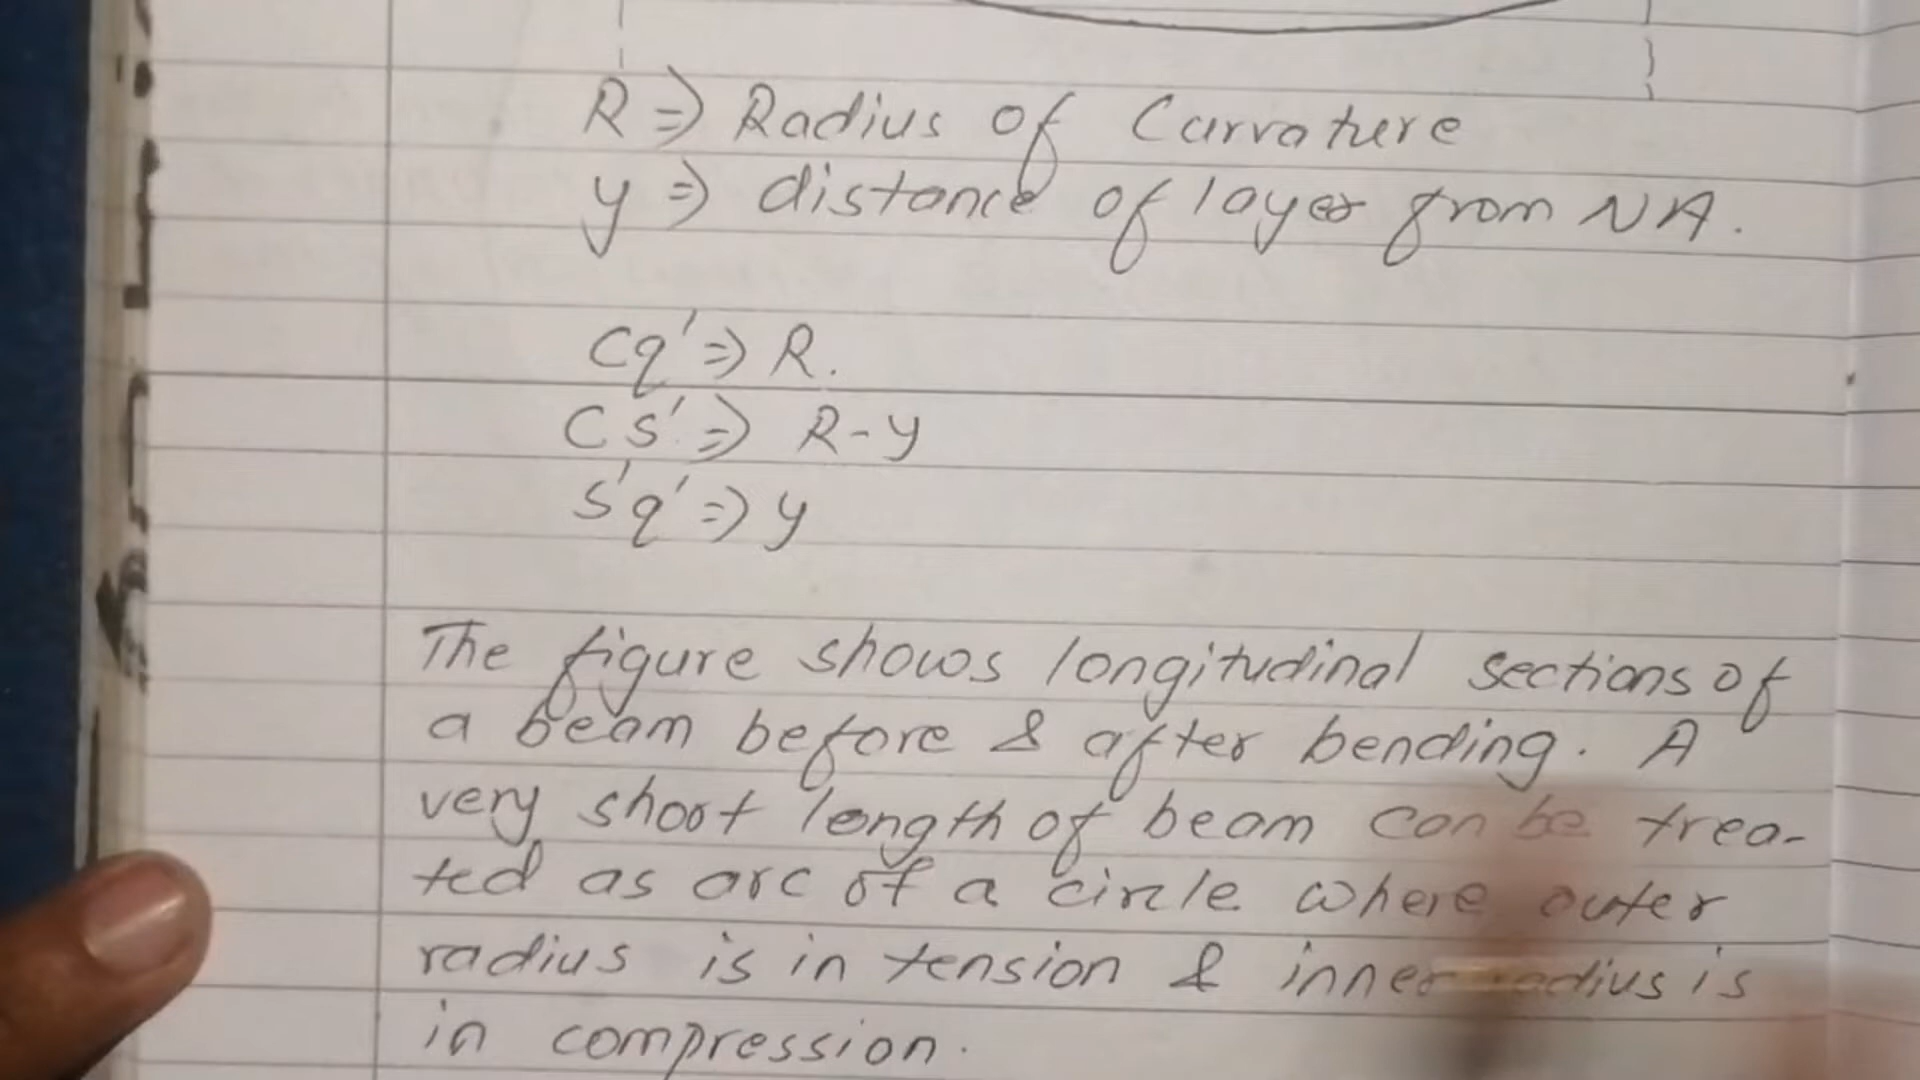 R ⇒ Radius of Curvature
y ⇒ distance of layer from NA.
Cq' ⇒ R.
Cs' ⇒ R-y
s'q' ⇒ y
The figure shows longitudinal sections of
a beam before & after bending. A
very short length of beam can be trea-
ted as arc of a circle where outer
radius is in tension & inner radius is
in compression.